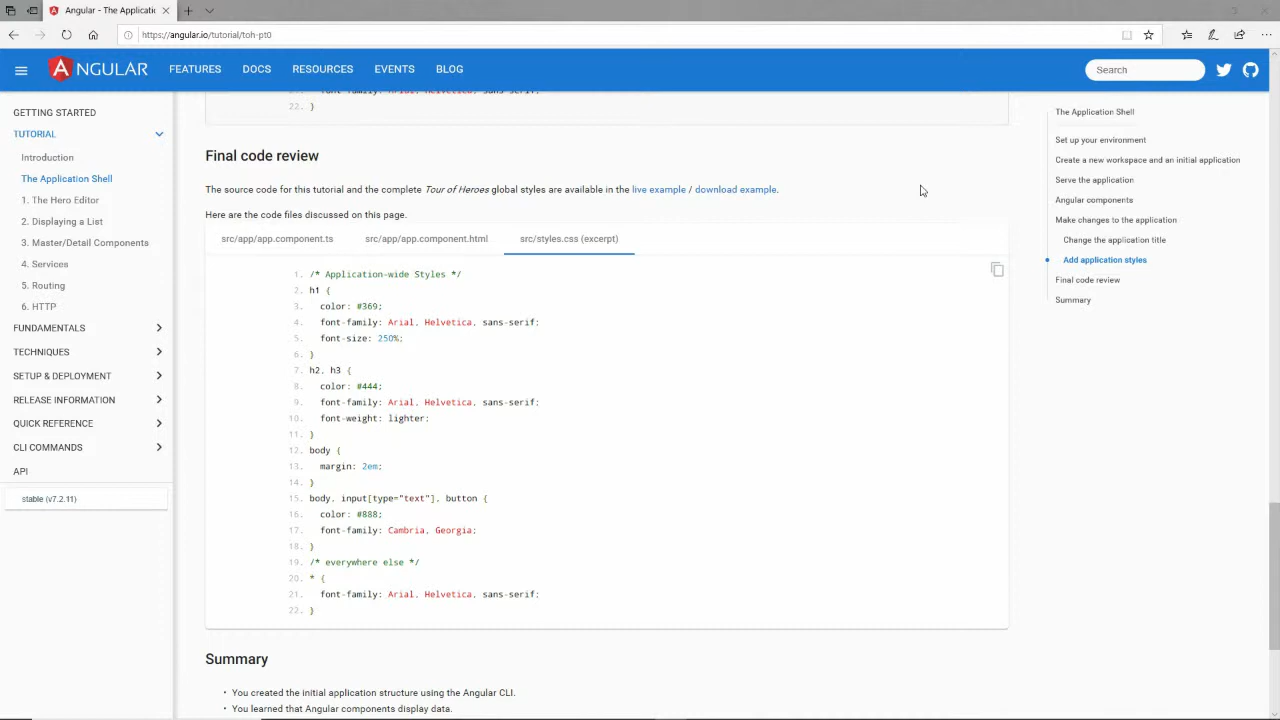 Angular - The Applicatio
https://angular.io/tutorial/toh-pt0
ANGULAR
FEATURES
DOCS
RESOURCES
EVENTS
BLOG
Search
GETTING STARTED
TUTORIAL
Introduction
The Application Shell
1. The Hero Editor
2. Displaying a List
3. Master/Detail Components
4. Services
5. Routing
6. HTTP
FUNDAMENTALS
TECHNIQUES
SETUP & DEPLOYMENT
RELEASE INFORMATION
QUICK REFERENCE
CLI COMMANDS
API
stable (v7.2.11)
21. font-family: Arial, Helvetica, sans-serif;
22. }
Final code review
The source code for this tutorial and the complete Tour of Heroes global styles are available in the live example / download example.
Here are the code files discussed on this page.
src/app/app.component.ts
src/app/app.component.html
src/styles.css (excerpt)
1. /* Application-wide Styles */
2. h1 {
3. color: #369;
4. font-family: Arial, Helvetica, sans-serif;
5. font-size: 250%;
6. }
7. h2, h3 {
8. color: #444;
9. font-family: Arial, Helvetica, sans-serif;
10. font-weight: lighter;
11. }
12. body {
13. margin: 2em;
14. }
15. body, input[type="text"], button {
16. color: #888;
17. font-family: Cambria, Georgia;
18. }
19. /* everywhere else */
20. * {
21. font-family: Arial, Helvetica, sans-serif;
22. }
Summary
• You created the initial application structure using the Angular CLI.
• You learned that Angular components display data.
The Application Shell
Set up your environment
Create a new workspace and an initial application
Serve the application
Angular components
Make changes to the application
Change the application title
Add application styles
Final code review
Summary